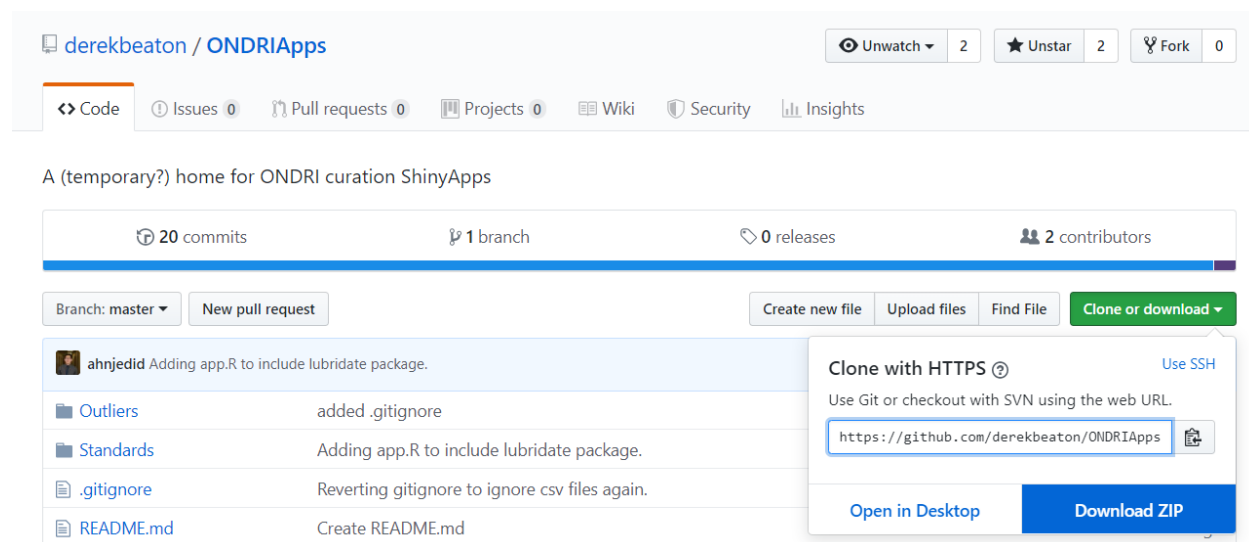 derekbeaton / ONDRIApps
Unwatch 2 Unstar 2 Fork 0
Code Issues 0 Pull requests 0 Projects 0 Wiki Security Insights
A (temporary?) home for ONDRI curation ShinyApps
20 commits 1 branch 0 releases 2 contributors
Branch: master New pull request Create new file Upload files Find File Clone or download
ahnjedid Adding app.R to include lubridate package.
Clone with HTTPS ? Use SSH
Use Git or checkout with SVN using the web URL.
https://github.com/derekbeaton/ONDRIApps
Open in Desktop Download ZIP
Outliers added .gitignore
Standards Adding app.R to include lubridate package.
.gitignore Reverting gitignore to ignore csv files again.
README.md Create README.md